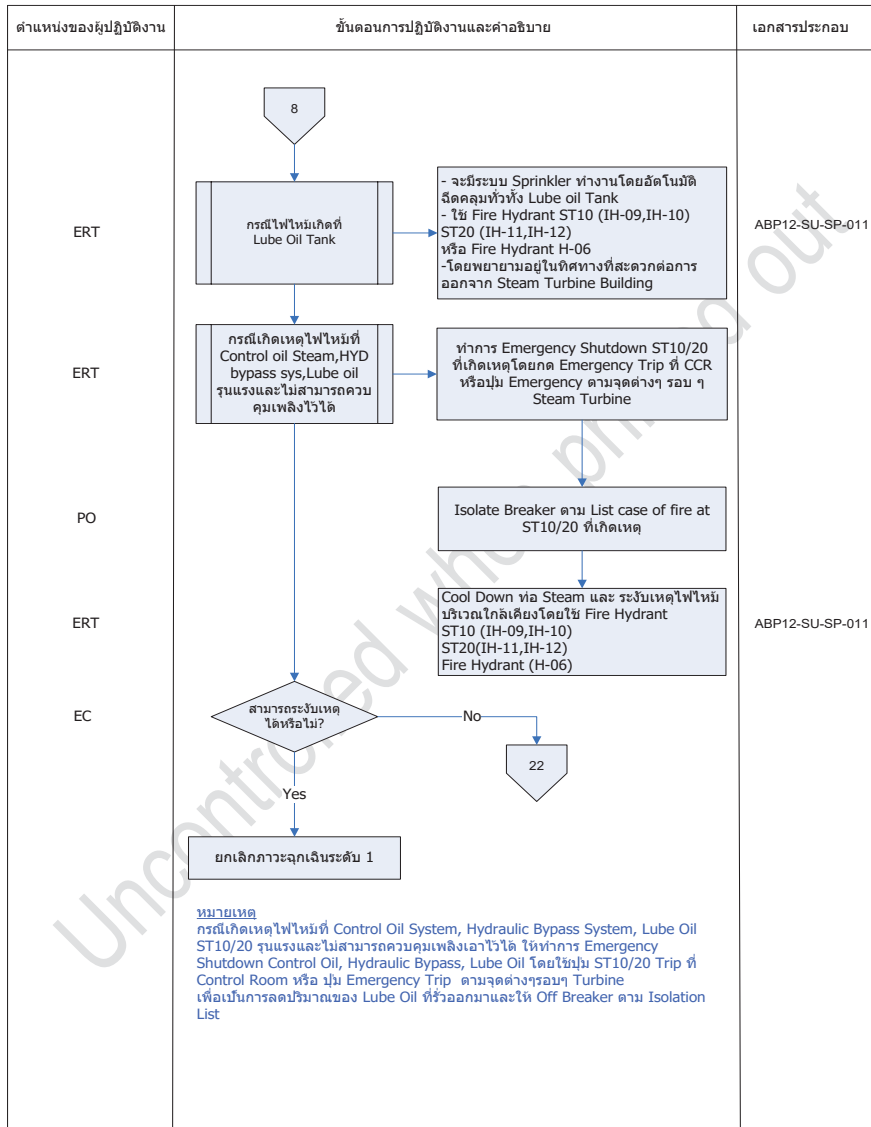 ตำแหน่งของผู้ปฏิบัติงาน
ขั้นตอนการปฏิบัติงานและคำอธิบาย
เอกสารประกอบ
8
ERT
กรณีไฟไหม้เกิดที่
Lube Oil Tank
- จะมีระบบ Sprinkler ทำงานโดยอัตโนมัติ
ฉีดคลุมทั่วทั้ง Lube oil Tank
- ใช้ Fire Hydrant ST10 (IH-09,IH-10)
ST20 (IH-11,IH-12)
หรือ Fire Hydrant H-06
-โดยพยายามอยู่ในทิศทางที่สะดวกต่อการ
ออกจาก Steam Turbine Building
ABP12-SU-SP-011
ERT
กรณีเกิดเหตุไฟไหม้ที่
Control oil Steam,HYD
bypass sys,Lube oil
รุนแรงและไม่สามารถควบ
คุมเพลิงไว้ได้
ทำการ Emergency Shutdown ST10/20
ที่เกิดเหตุโดยกด Emergency Trip ที่ CCR
หรือปุ่ม Emergency ตามจุดต่างๆ รอบ ๆ
Steam Turbine
PO
Isolate Breaker ตาม List case of fire at
ST10/20 ที่เกิดเหตุ
ERT
Cool Down ท่อ Steam และ ระงับเหตุไฟไหม้
บริเวณใกล้เคียงโดยใช้ Fire Hydrant
ST10 (IH-09,IH-10)
ST20(IH-11,IH-12)
Fire Hydrant (H-06)
ABP12-SU-SP-011
EC
สามารถระงับเหตุ
ได้หรือไม่?
No
22
Yes
ยกเลิกภาวะฉุกเฉินระดับ 1
หมายเหตุ
กรณีเกิดเหตุไฟไหม้ที่ Control Oil System, Hydraulic Bypass System, Lube Oil
ST10/20 รุนแรงและไม่สามารถควบคุมเพลิงเอาไว้ได้ ให้ทำการ Emergency
Shutdown Control Oil, Hydraulic Bypass, Lube Oil โดยใช้ปุ่ม ST10/20 Trip ที่
Control Room หรือ ปุ่ม Emergency Trip ตามจุดต่างๆรอบๆ Turbine
เพื่อเป็นการลดปริมาณของ Lube Oil ที่รั่วออกมาและให้ Off Breaker ตาม Isolation
List
Uncontrolled when printed out